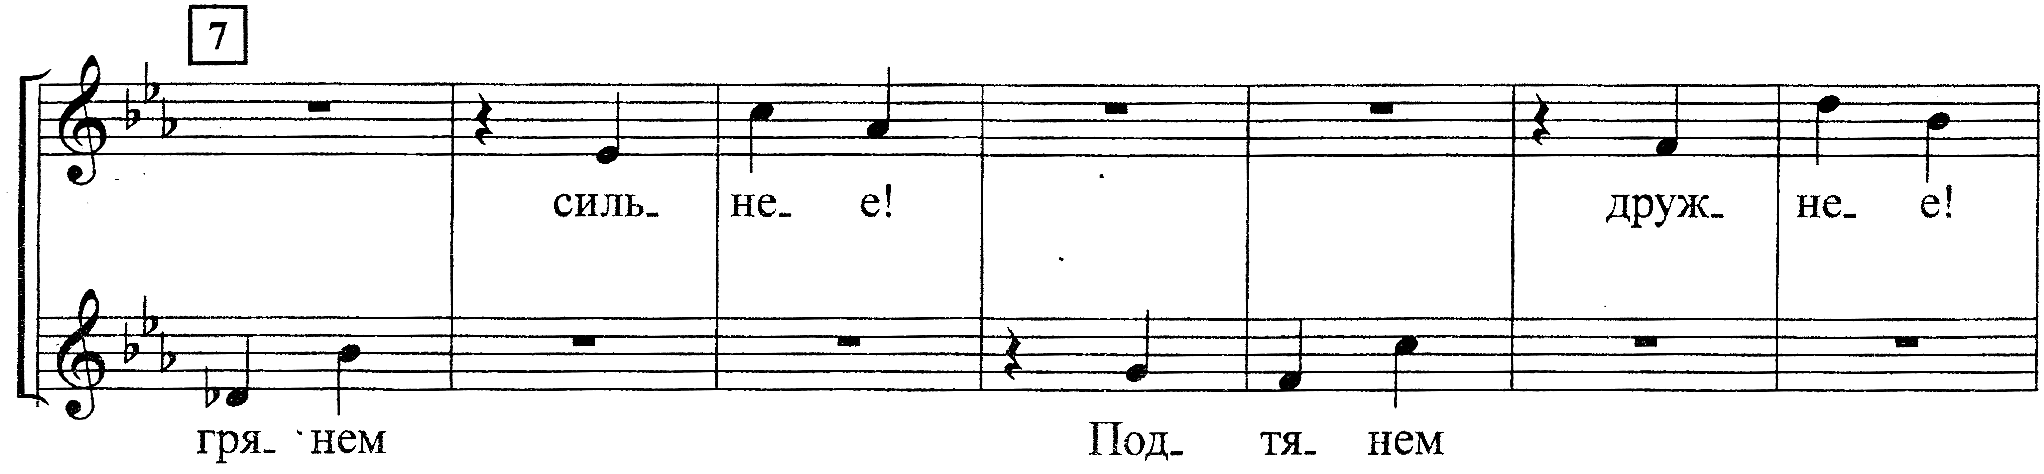 7
силь- не- е! друж- не- е!
гря- нем Под- тя- нем